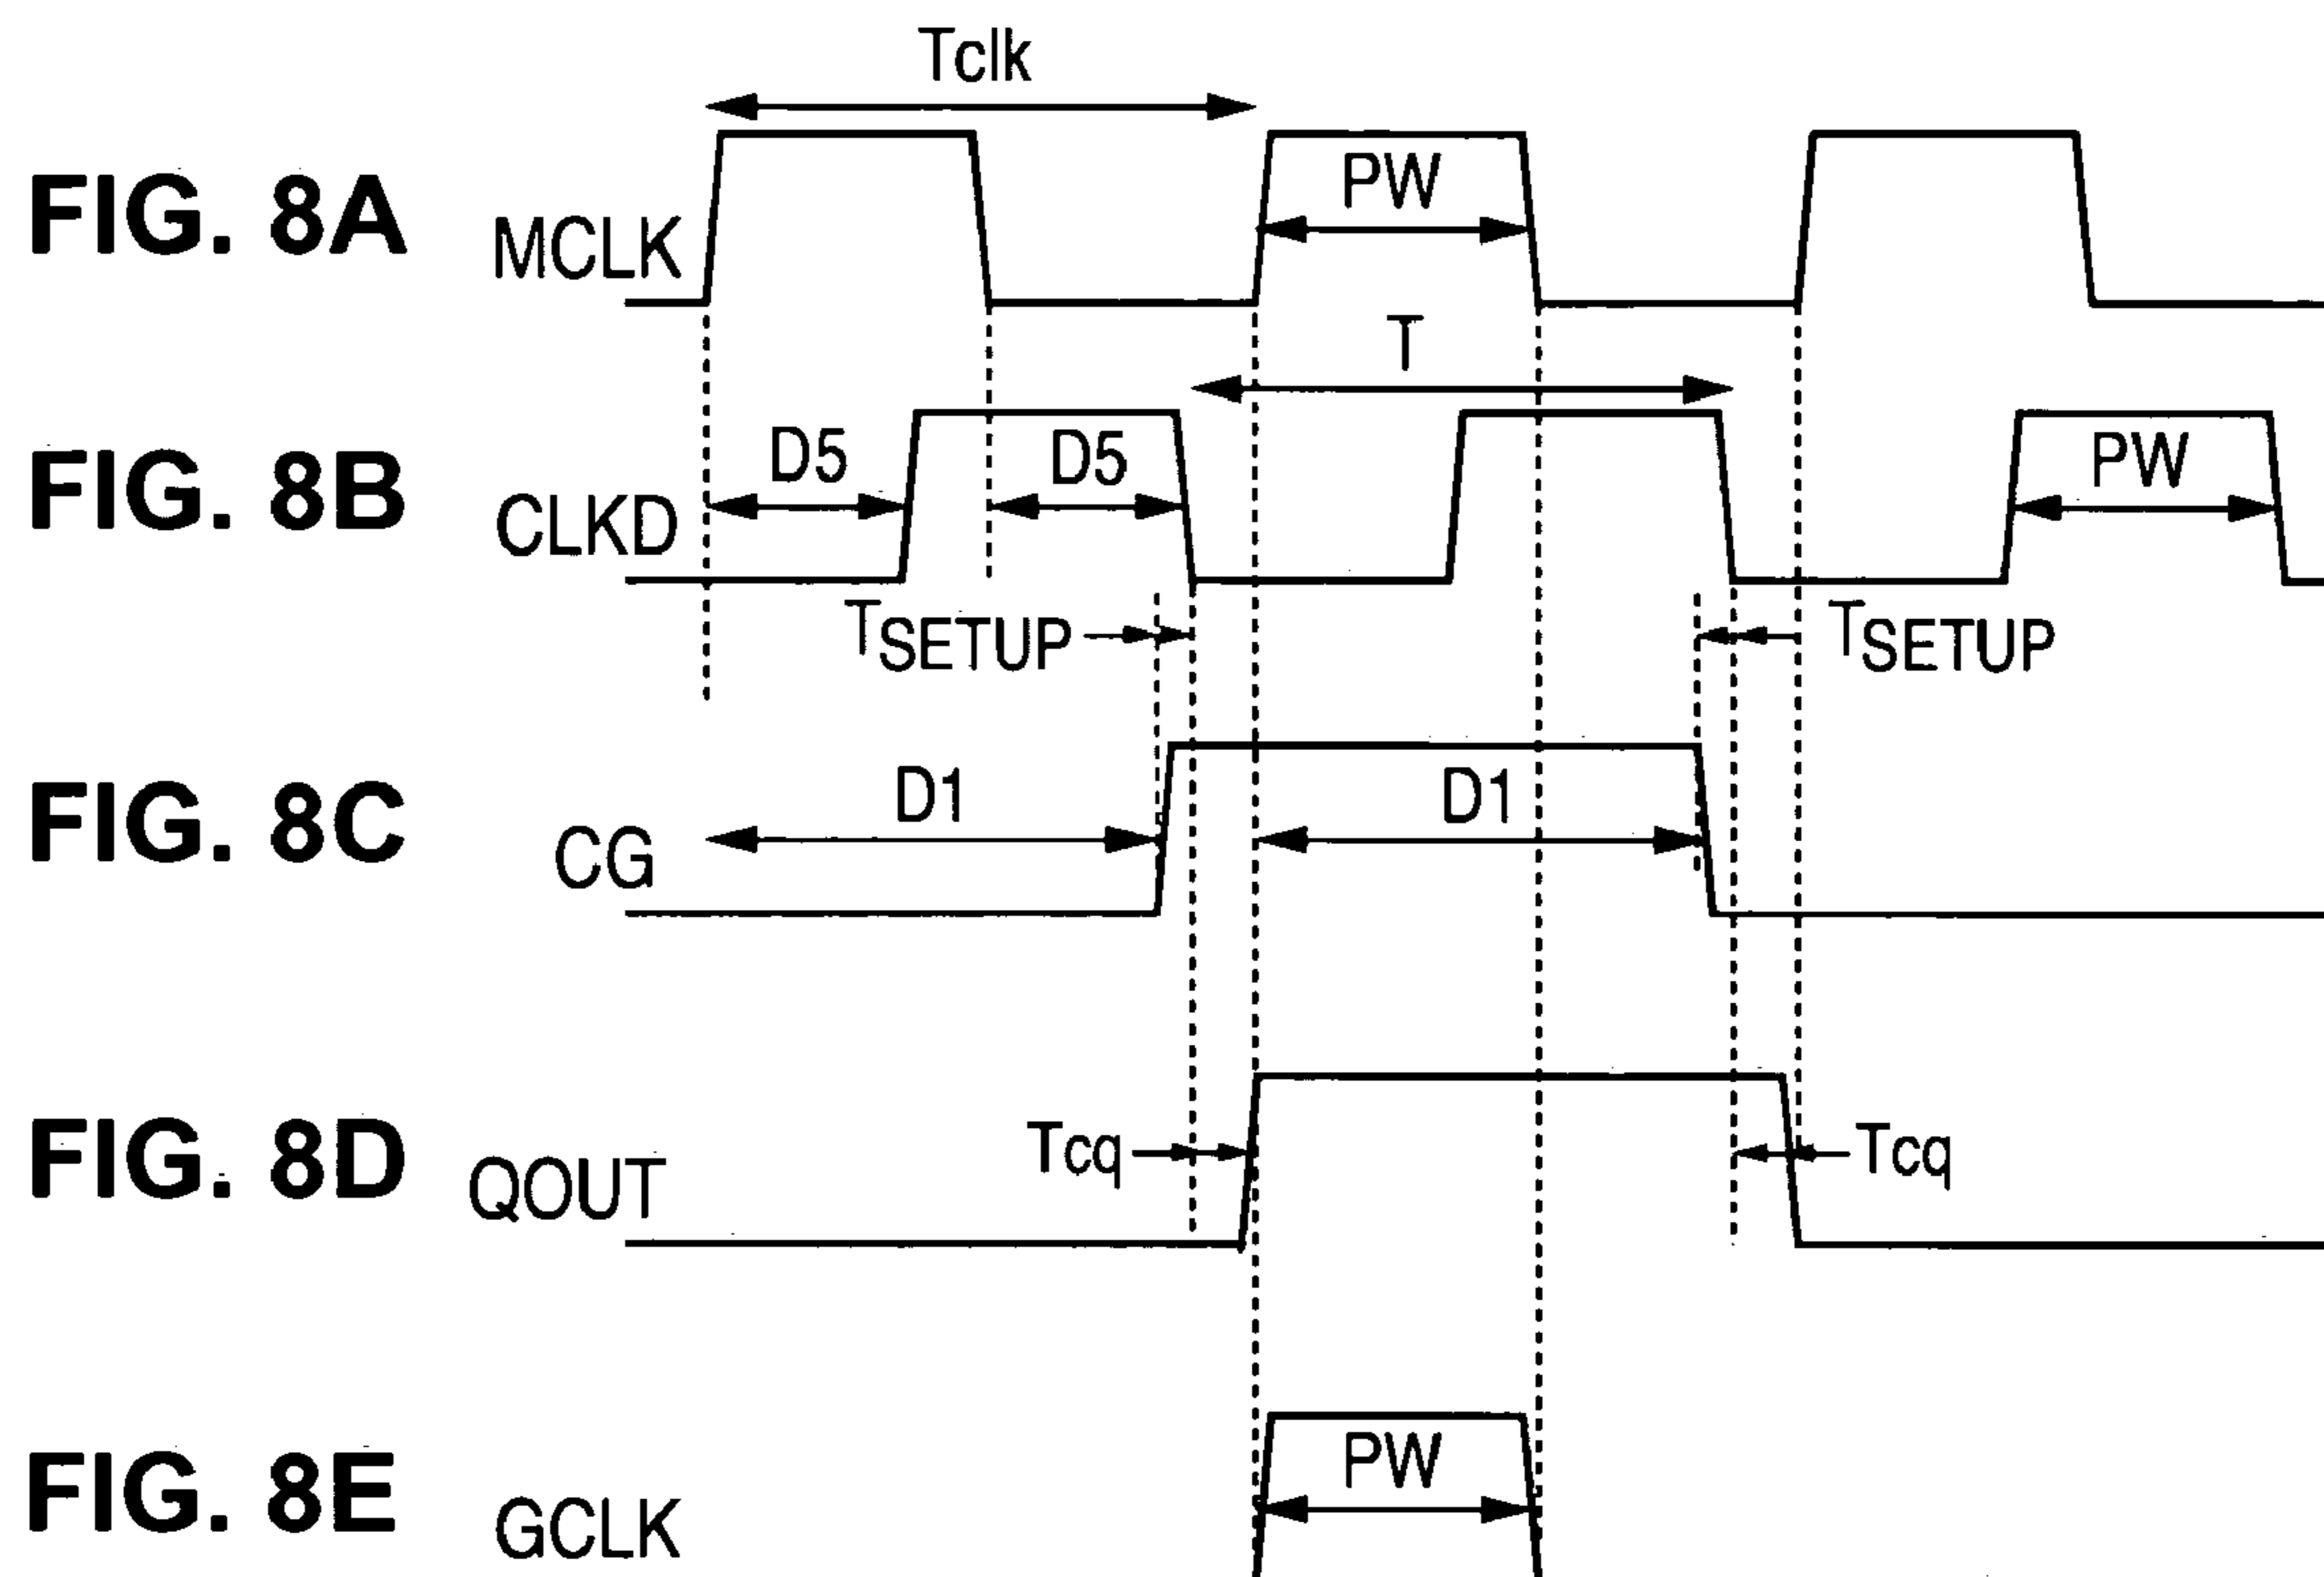 Tclk
FIG. 8A
MCLK
PW
T
FIG. 8B
CLKD
D5
D5
PW
TSETUP
TSETUP
FIG. 8C
CG
D1
D1
FIG. 8D
QOUT
Tcq
Tcq
FIG. 8E
GCLK
PW